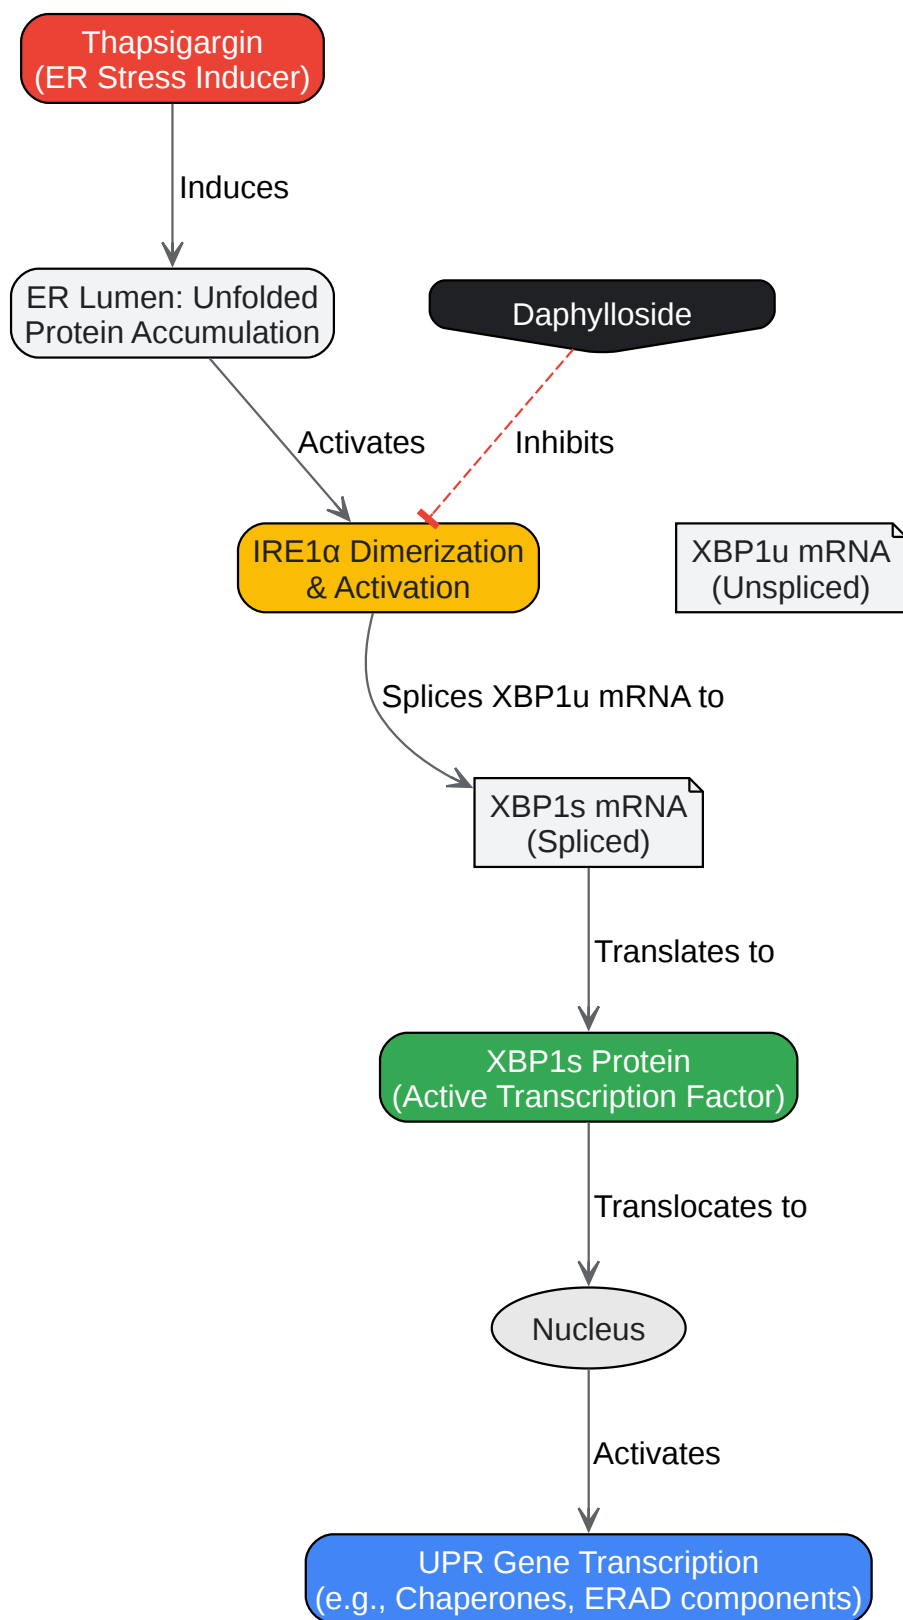 Thapsigargin
(ER Stress Inducer)
Induces
ER Lumen: Unfolded
Protein Accumulation
Daphylloside
Activates
Inhibits
IRE1α Dimerization
& Activation
XBP1u mRNA
(Unspliced)
Splices XBP1u mRNA to
XBP1s mRNA
(Spliced)
Translates to
XBP1s Protein
(Active Transcription Factor)
Translocates to
Nucleus
Activates
UPR Gene Transcription
(e.g., Chaperones, ERAD components)